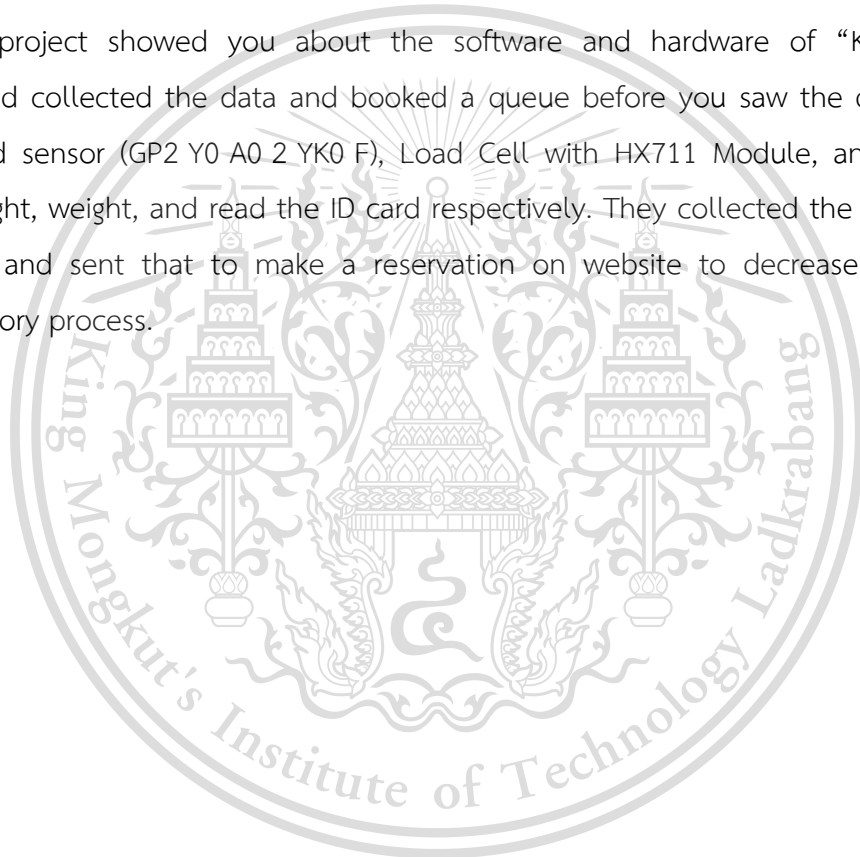 project showed you about the software and hardware of “K
d collected the data and booked a queue before you saw the
d sensor (GP2 Y0 A0 2 YK0 F), Load Cell with HX711 Module, an
ght, weight, and read the ID card respectively. They collected the
and sent that to make a reservation on website to decrease
ory process.
King Mongkut's Institute of Technology Ladkrabang